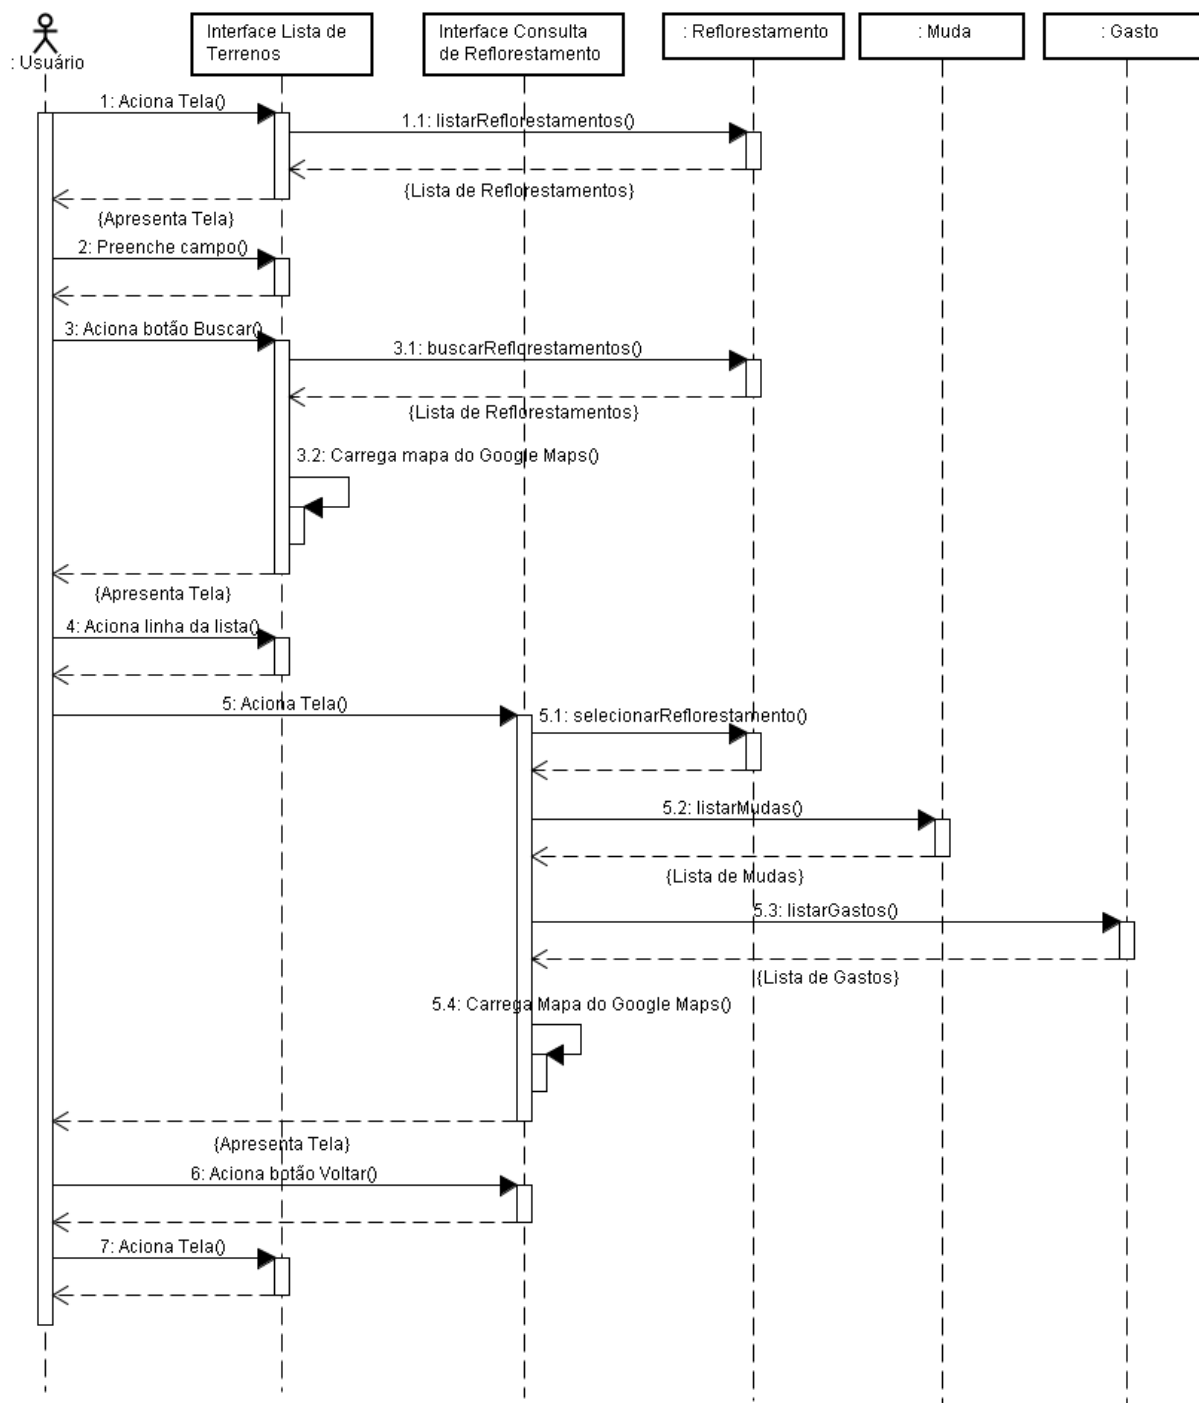 : Usuário
Interface Lista de
Terrenos
Interface Consulta
de Reflorestamento
: Reflorestamento
: Muda
: Gasto
1: Aciona Tela()
1.1: listarReflorestamentos()
{Lista de Reflorestamentos}
{Apresenta Tela}
2: Preenche campo()
3: Aciona botão Buscar()
3.1: buscarReflorestamentos()
{Lista de Reflorestamentos}
3.2: Carrega mapa do Google Maps()
{Apresenta Tela}
4: Aciona linha da lista()
5: Aciona Tela()
5.1: selecionarReflorestamento()
5.2: listarMudas()
{Lista de Mudas}
5.3: listarGastos()
{Lista de Gastos}
5.4: Carrega Mapa do Google Maps()
{Apresenta Tela}
6: Aciona botão Voltar()
7: Aciona Tela()